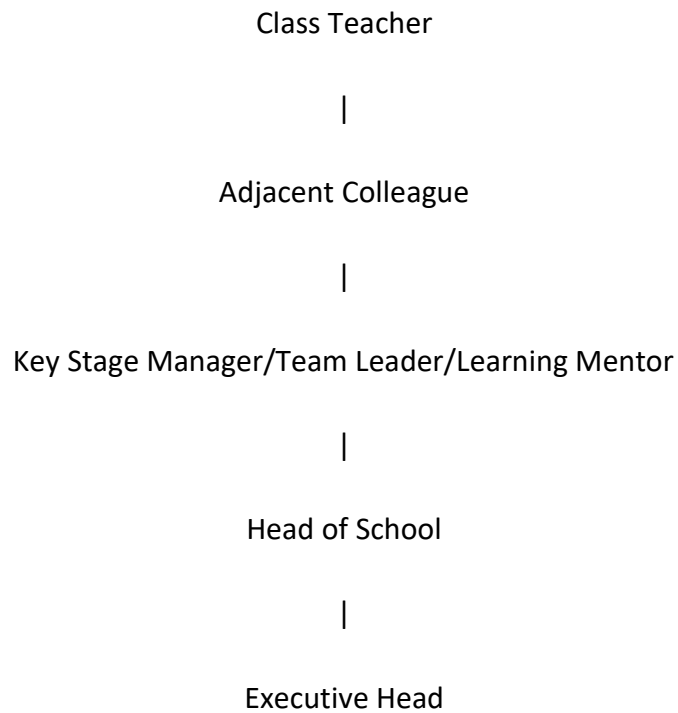 Class Teacher
|
Adjacent Colleague
|
Key Stage Manager/Team Leader/Learning Mentor
|
Head of School
|
Executive Head